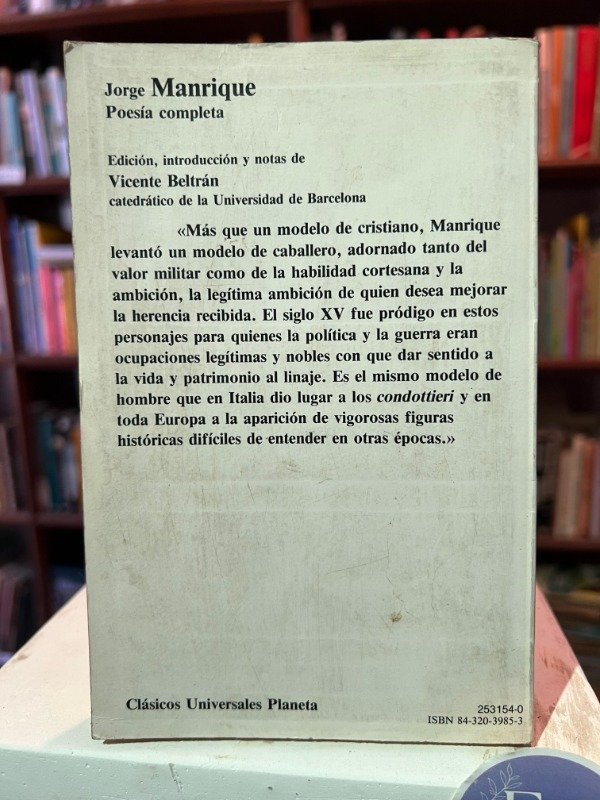 Jorge Manrique
Poesía completa
Edición, introducción y notas de
Vicente Beltrán
catedrático de la Universidad de Barcelona
«Más que un modelo de cristiano, Manrique
levantó un modelo de caballero, adornado tanto del
valor militar como de la habilidad cortesana y la
ambición, la legítima ambición de quien desea mejorar
la herencia recibida. El siglo XV fue pródigo en estos
personajes para quienes la política y la guerra eran
ocupaciones legítimas y nobles con que dar sentido a
la vida y patrimonio al linaje. Es el mismo modelo de
hombre que en Italia dio lugar a los condottieri y en
toda Europa a la aparición de vigorosas figuras
históricas difíciles de entender en otras épocas.»
Clásicos Universales Planeta
253154-0
ISBN 84-320-3985-3